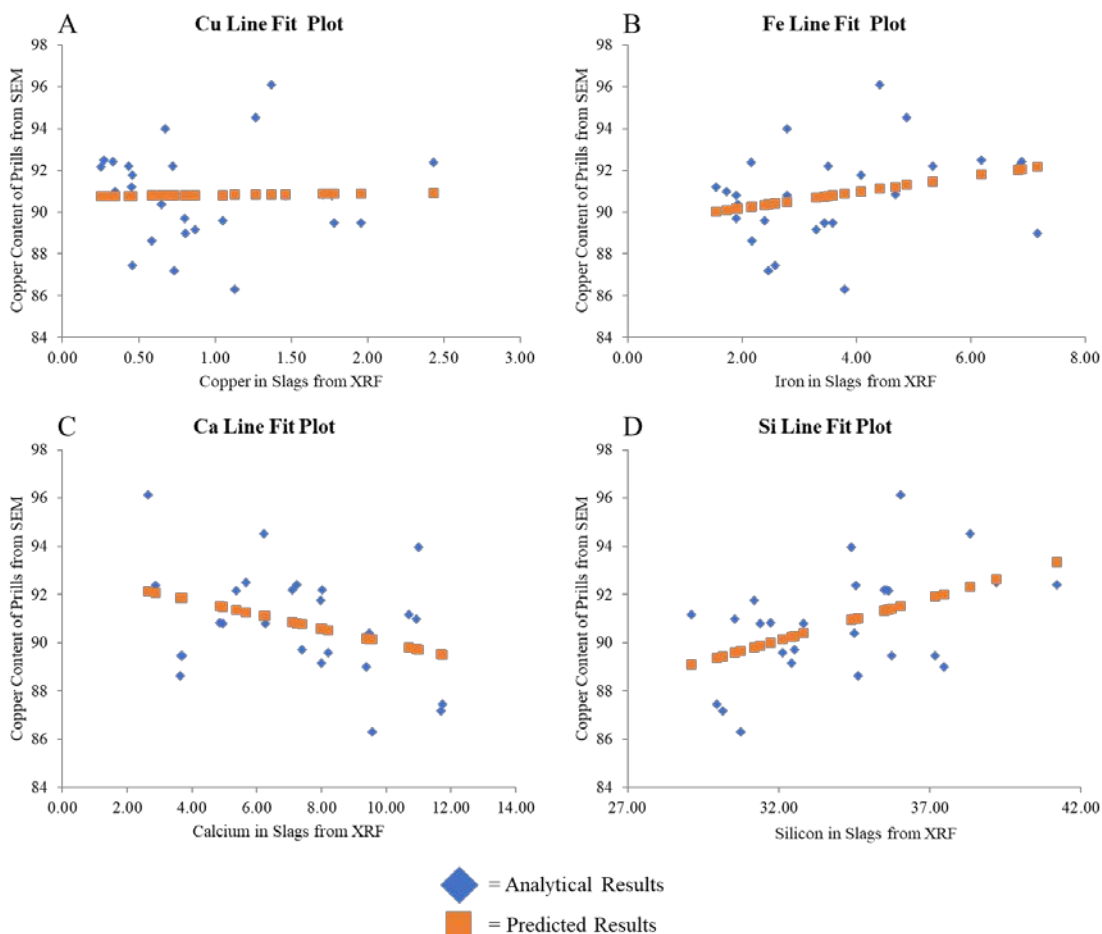 A
Cu Line Fit Plot
Copper Content of Prills from SEM
98
96
94
92
90
88
86
84
0.00 0.50 1.00 1.50 2.00 2.50 3.00
Copper in Slags from XRF
B
Fe Line Fit Plot
Copper Content of Prills from SEM
98
96
94
92
90
88
86
84
0.00 2.00 4.00 6.00 8.00
Iron in Slags from XRF
C
Ca Line Fit Plot
Copper Content of Prills from SEM
98
96
94
92
90
88
86
84
0.00 2.00 4.00 6.00 8.00 10.00 12.00 14.00
Calcium in Slags from XRF
D
Si Line Fit Plot
Copper Content of Prills from SEM
98
96
94
92
90
88
86
84
27.00 32.00 37.00 42.00
Silicon in Slags from XRF
= Analytical Results
= Predicted Results